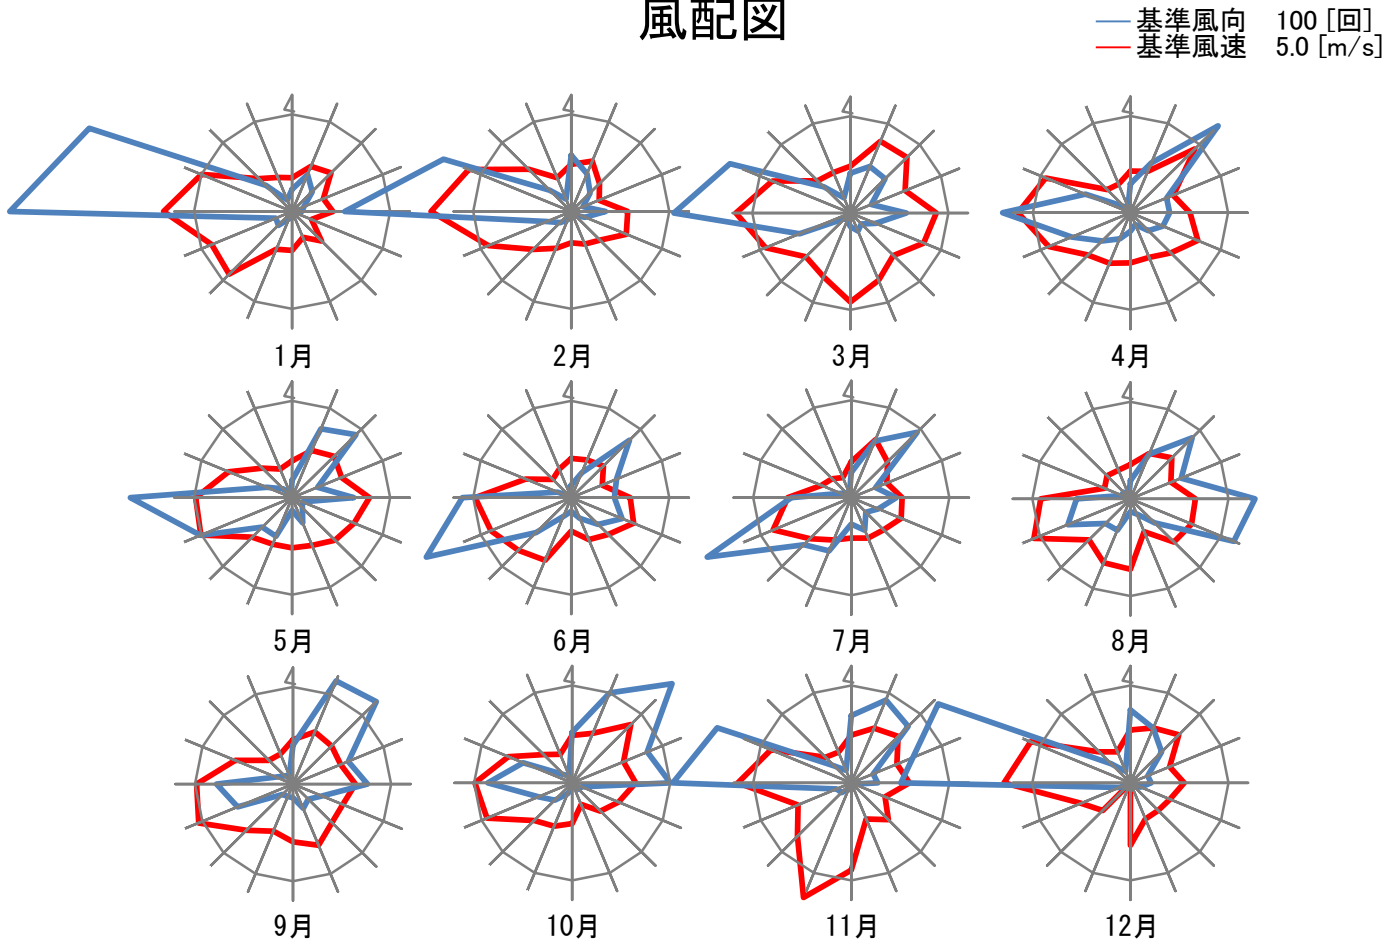 風配図
基準風向 100 [回]
基準風速 5.0 [m/s]
1月 2月 3月 4月
5月 6月 7月 8月
9月 10月 11月 12月